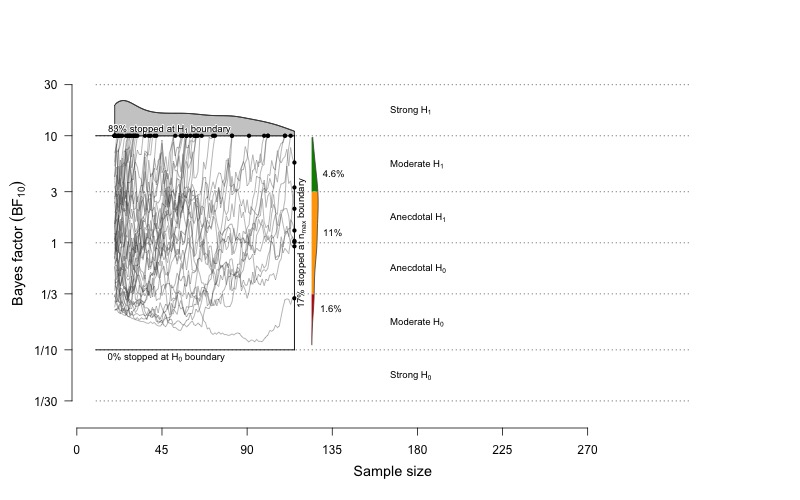 30
Strong H1
83% stopped at H1 boundary
10
Moderate H1
4.6%
3
Anecdotal H1
11%
17% stopped at nmax boundary
1
Anecdotal H0
1/3
1.6%
Moderate H0
1/10
0% stopped at H0 boundary
Strong H0
1/30
Bayes factor (BF10)
0 45 90 135 180 225 270
Sample size